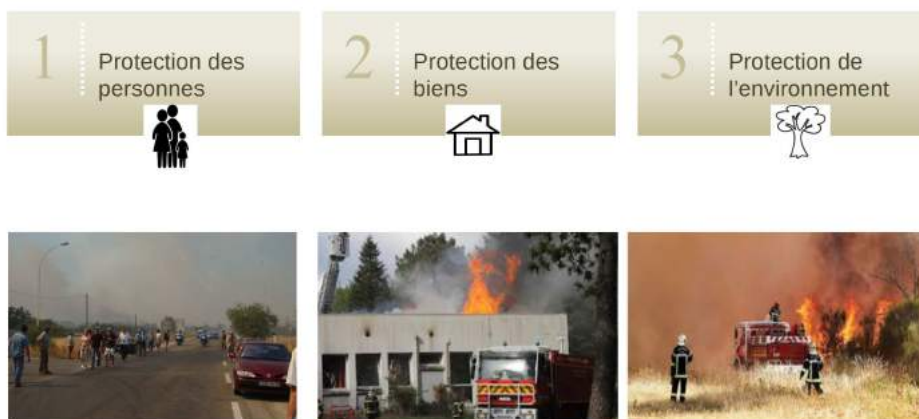 1
Protection des
personnes
2
Protection des
biens
3
Protection de
l'environnement